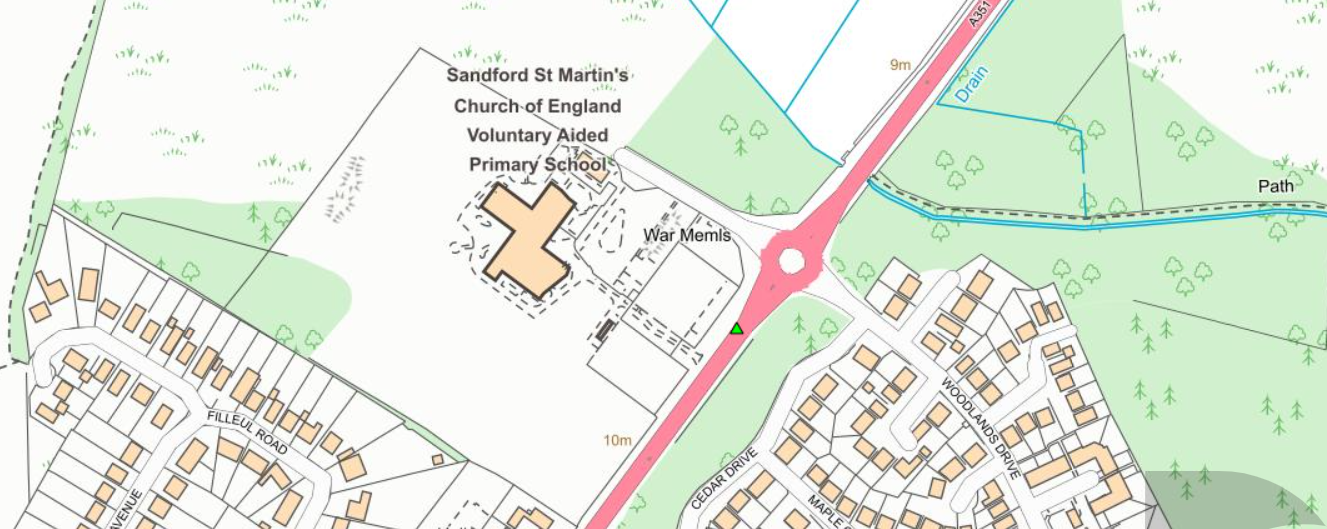 A351
Sandford St Martin's
Church of England
Voluntary Aided
Primary School
9m
Drain
Path
War Memls
FILLEUL ROAD
10m
WOODLANDS DRIVE
CEDAR DRIVE
AVENUE
MAPLE